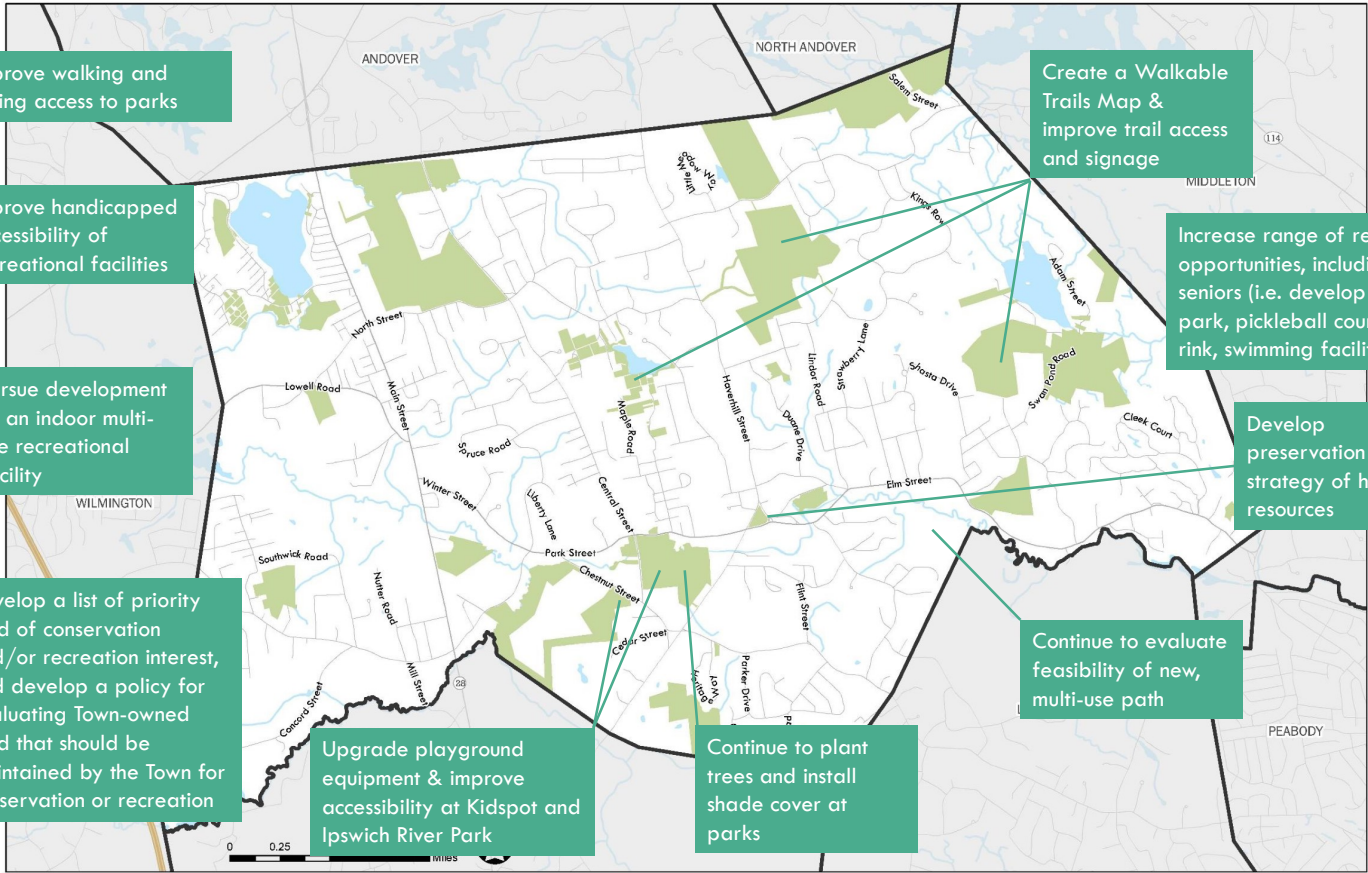 ANDOVER
NORTH ANDOVER
114
MIDDLETON
WILMINGTON
PEABODY
28
prove walking and
ing access to parks
prove handicapped
cessibility of
reational facilities
rsue development
an indoor multi-
e recreational
cility
velop a list of priority
d of conservation
d/or recreation interest,
d develop a policy for
aluating Town-owned
d that should be
intained by the Town for
servation or recreation
Create a Walkable
Trails Map &
improve trail access
and signage
Increase range of re
opportunities, includi
seniors (i.e. develop
park, pickleball cour
rink, swimming facilit
Develop
preservation
strategy of h
resources
Continue to evaluate
feasibility of new,
multi-use path
Upgrade playground
equipment & improve
accessibility at Kidspot and
Ipswich River Park
Continue to plant
trees and install
shade cover at
parks
Salem Street
Kings Row
Adam Street
North Street
Lowell Road
Main Street
Spruce Road
Maple Road
Haverhill Street
Lindor Road
Strawberry Lane
Duane Drive
Shasta Drive
Swan Pond Road
Cleek Court
Elm Street
Winter Street
Liberty Lane
Central Street
Park Street
Chestnut Street
Southwick Road
Nutter Road
Mill Street
Concord Street
Cedar Street
Flint Street
Heritage
Way
Parker Drive
0 0.25
Miles